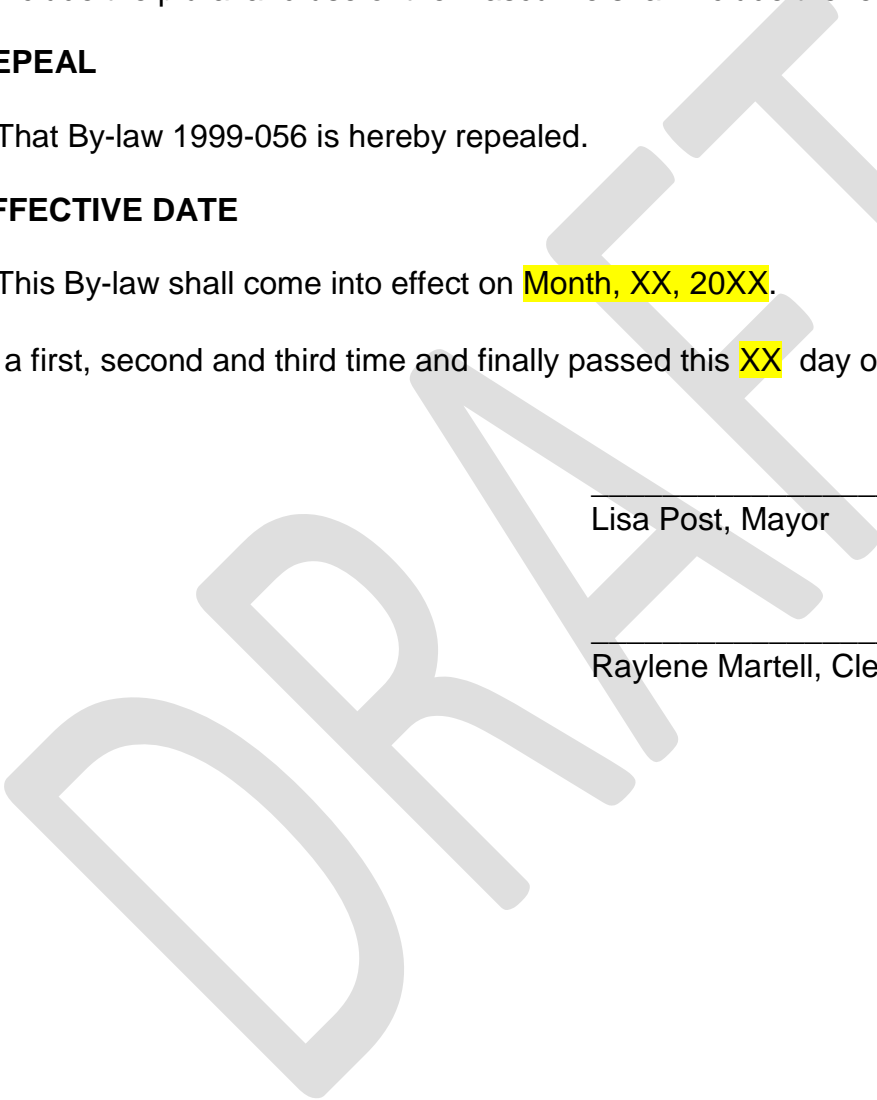 EPEAL
That By-law 1999-056 is hereby repealed.
FFECTIVE DATE
This By-law shall come into effect on Month, XX, 20XX.
a first, second and third time and finally passed this XX day o
Lisa Post, Mayor
Raylene Martell, Cle
DRAFT